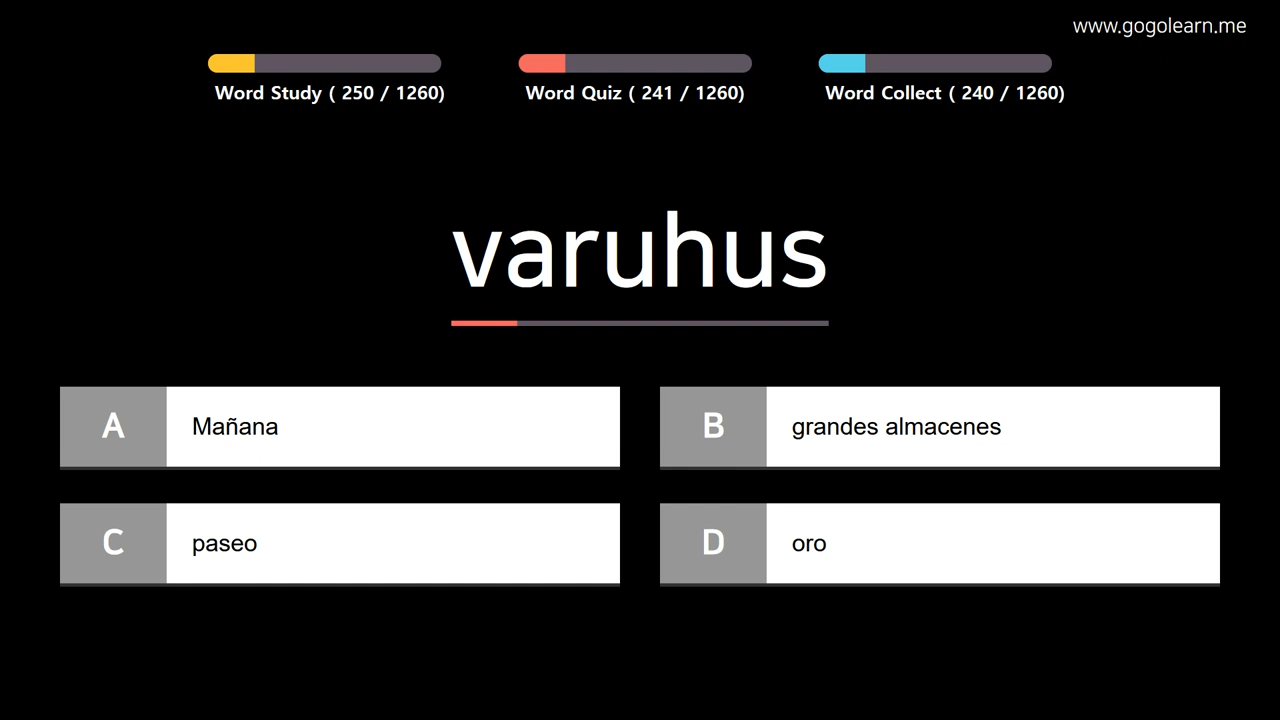 www.gogolearn.me
Word Study ( 250 / 1260)
Word Quiz ( 241 / 1260)
Word Collect ( 240 / 1260)
varuhus
A Mañana
B grandes almacenes
C paseo
D oro